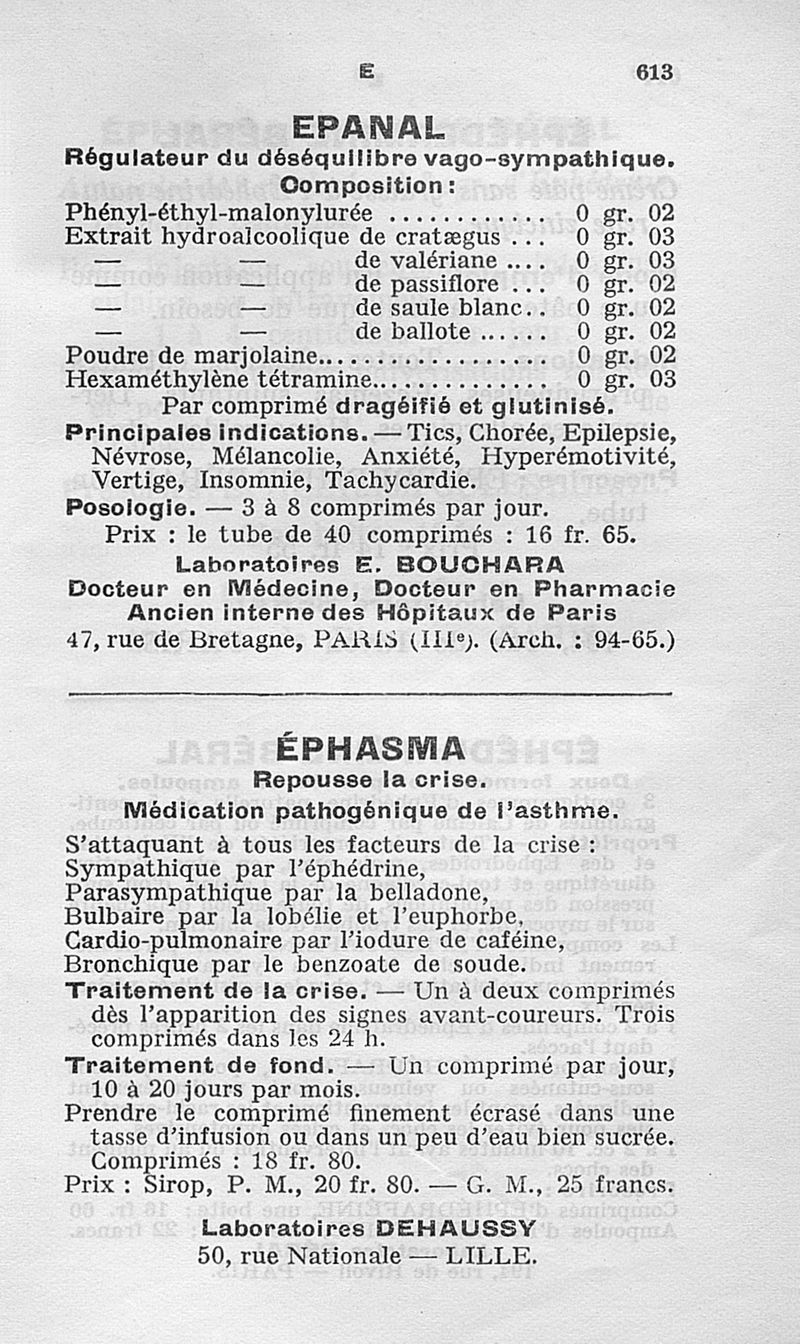 E 613
EPANAL
Régulateur du déséquilibre vago-sympathique.
Composition :
Phényl-éthyl-malonylurée ............ 0 gr. 02
Extrait hydroalcoolique de cratægus ... 0 gr. 03
— — de valériane .... 0 gr. 03
— — de passiflore ... 0 gr. 02
— — de saule blanc.. 0 gr. 02
— — de ballote ...... 0 gr. 02
Poudre de marjolaine.................. 0 gr. 02
Hexaméthylène tétramine.............. 0 gr. 03
Par comprimé dragéifié et glutinisé.
Principales indications. — Tics, Chorée, Epilepsie,
Névrose, Mélancolie, Anxiété, Hyperémotivité,
Vertige, Insomnie, Tachycardie.
Posologie. — 3 à 8 comprimés par jour.
Prix : le tube de 40 comprimés : 16 fr. 65.
Laboratoires E. BOUCHARA
Docteur en Médecine, Docteur en Pharmacie
Ancien interne des Hôpitaux de Paris
47, rue de Bretagne, PARIS (IIIe). (Arch. : 94-65.)
ÉPHASMA
Repousse la crise.
Médication pathogénique de l'asthme.
S'attaquant à tous les facteurs de la crise :
Sympathique par l'éphédrine,
Parasympathique par la belladone,
Bulbaire par la lobélie et l'euphorbe,
Cardio-pulmonaire par l'iodure de caféine,
Bronchique par le benzoate de soude.
Traitement de la crise. — Un à deux comprimés
dès l'apparition des signes avant-coureurs. Trois
comprimés dans les 24 h.
Traitement de fond. — Un comprimé par jour,
10 à 20 jours par mois.
Prendre le comprimé finement écrasé dans une
tasse d'infusion ou dans un peu d'eau bien sucrée.
Comprimés : 18 fr. 80.
Prix : Sirop, P. M., 20 fr. 80. — G. M., 25 francs.
Laboratoires DEHAUSSY
50, rue Nationale — LILLE.